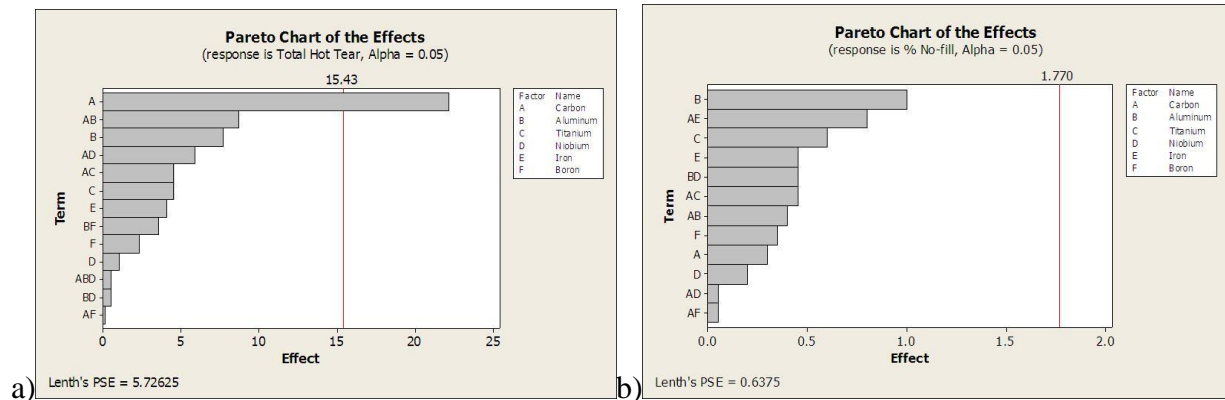 Pareto Chart of the Effects
(response is Total Hot Tear, Alpha = 0.05)
15.43
A
AB
B
AD
AC
C
E
BF
F
D
ABD
BD
AF
Term
0 5 10 15 20 25
Effect
Lenth's PSE = 5.72625
Factor Name
A Carbon
B Aluminum
C Titanium
D Niobium
E Iron
F Boron
a)
Pareto Chart of the Effects
(response is % No-fill, Alpha = 0.05)
1.770
B
AE
C
E
BD
AC
AB
F
A
D
AD
AF
Term
0.0 0.5 1.0 1.5 2.0
Effect
Lenth's PSE = 0.6375
Factor Name
A Carbon
B Aluminum
C Titanium
D Niobium
E Iron
F Boron
b)